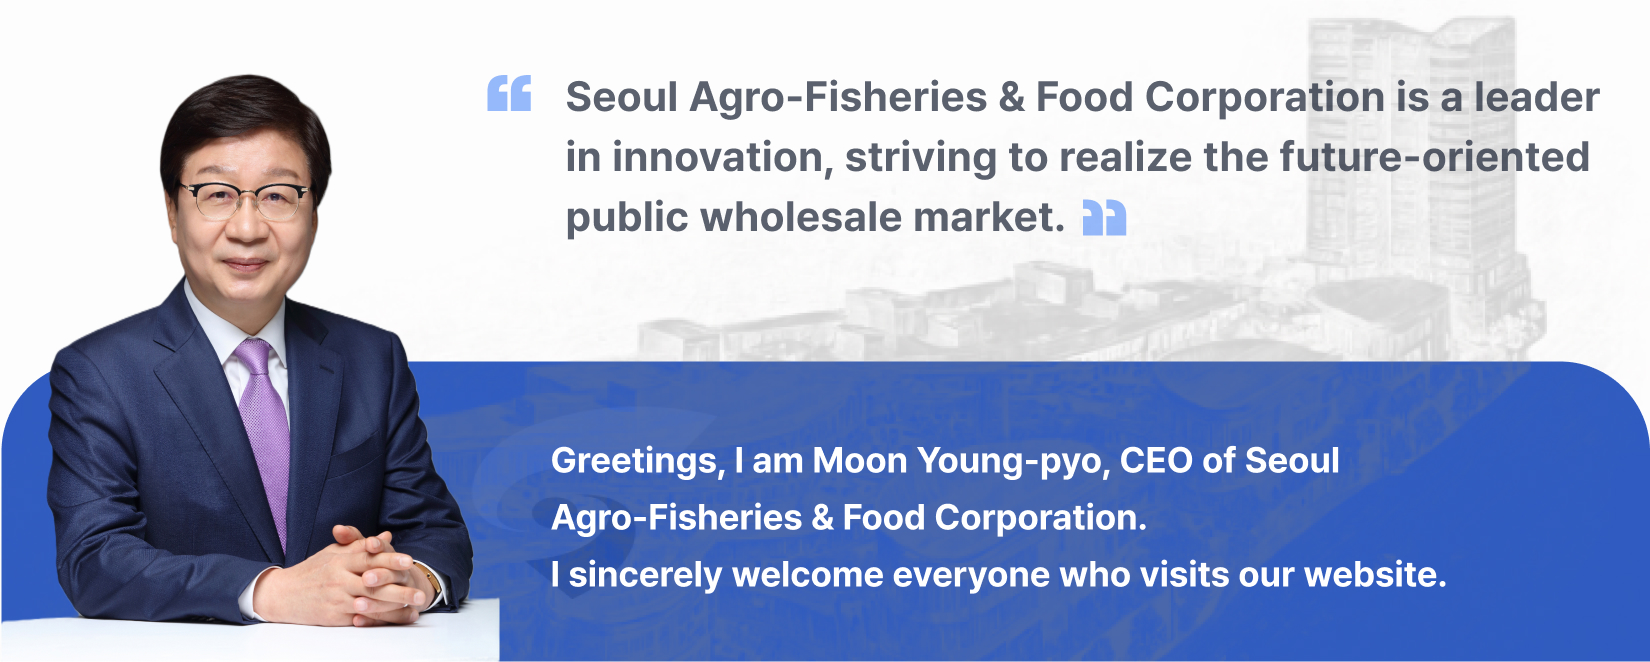 “ Seoul Agro-Fisheries & Food Corporation is a leader
in innovation, striving to realize the future-oriented
public wholesale market. ”
Greetings, I am Moon Young-pyo, CEO of Seoul
Agro-Fisheries & Food Corporation.
I sincerely welcome everyone who visits our website.